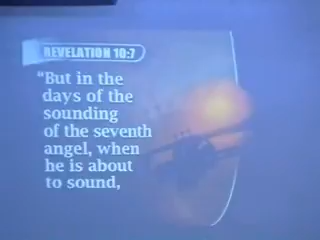 REVELATION 10:7
"But in the
days of the
sounding
of the seventh
angel, when
he is about
to sound,